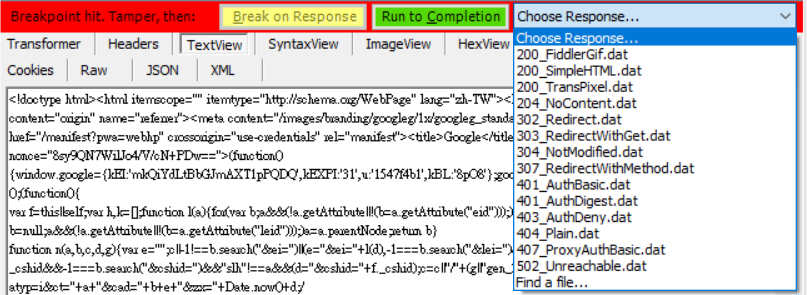 Breakpoint hit. Tamper, then: Break on Response Run to Completion Choose Response...
Transformer Headers TextView SyntaxView ImageView HexView
Cookies Raw JSON XML
Choose Response...
200_FiddlerGif.dat
200_SimpleHTML.dat
200_TransPixel.dat
204_NoContent.dat
302_Redirect.dat
303_RedirectWithGet.dat
304_NotModified.dat
307_RedirectWithMethod.dat
401_AuthBasic.dat
401_AuthDigest.dat
403_AuthDeny.dat
404_Plain.dat
407_ProxyAuthBasic.dat
502_Unreachable.dat
Find a file...
<!doctype html><html itemscope="" itemtype="http://schema.org/WebPage" lang="zh-TW"><
content="origin" name="referrer"><meta content="/images/branding/googleg/1x/googleg_standa
href="/manifest?pwa=webhp" crossorigin="use-credentials" rel="manifest"><title>Google</title
nonce="8sy9QN7WilJo4/W/cN+PDw==">(function()
{window.google={kEI:'mkQiYdLtBbGJmAXT1pPQDQ',kEXPI:'31',u:'1547f4b1',kBL:'8pO8'};goo
();(function(){
var f=this||self;var h,k=[];function l(a){for(var b;a&&(!a.getAttribute||!(b=a.getAttribute("eid")));)
b=null;a&&(!a.getAttribute||!(b=a.getAttribute("leid")));)a=a.parentNode;return b}
function n(a,b,c,d,g){var e="";c||-1!==b.search("&ei=")||(e="&ei="+l(d),-1===b.search("&lei=")
_cshid&&-1===b.search("&cshid=")&&"slh"!==a&&(d="&cshid="+f._cshid);c=c||"/"+(g||"gen_
atyp=i&ct="+a+"&cad="+b+e+"&zx="+Date.now()+d;/